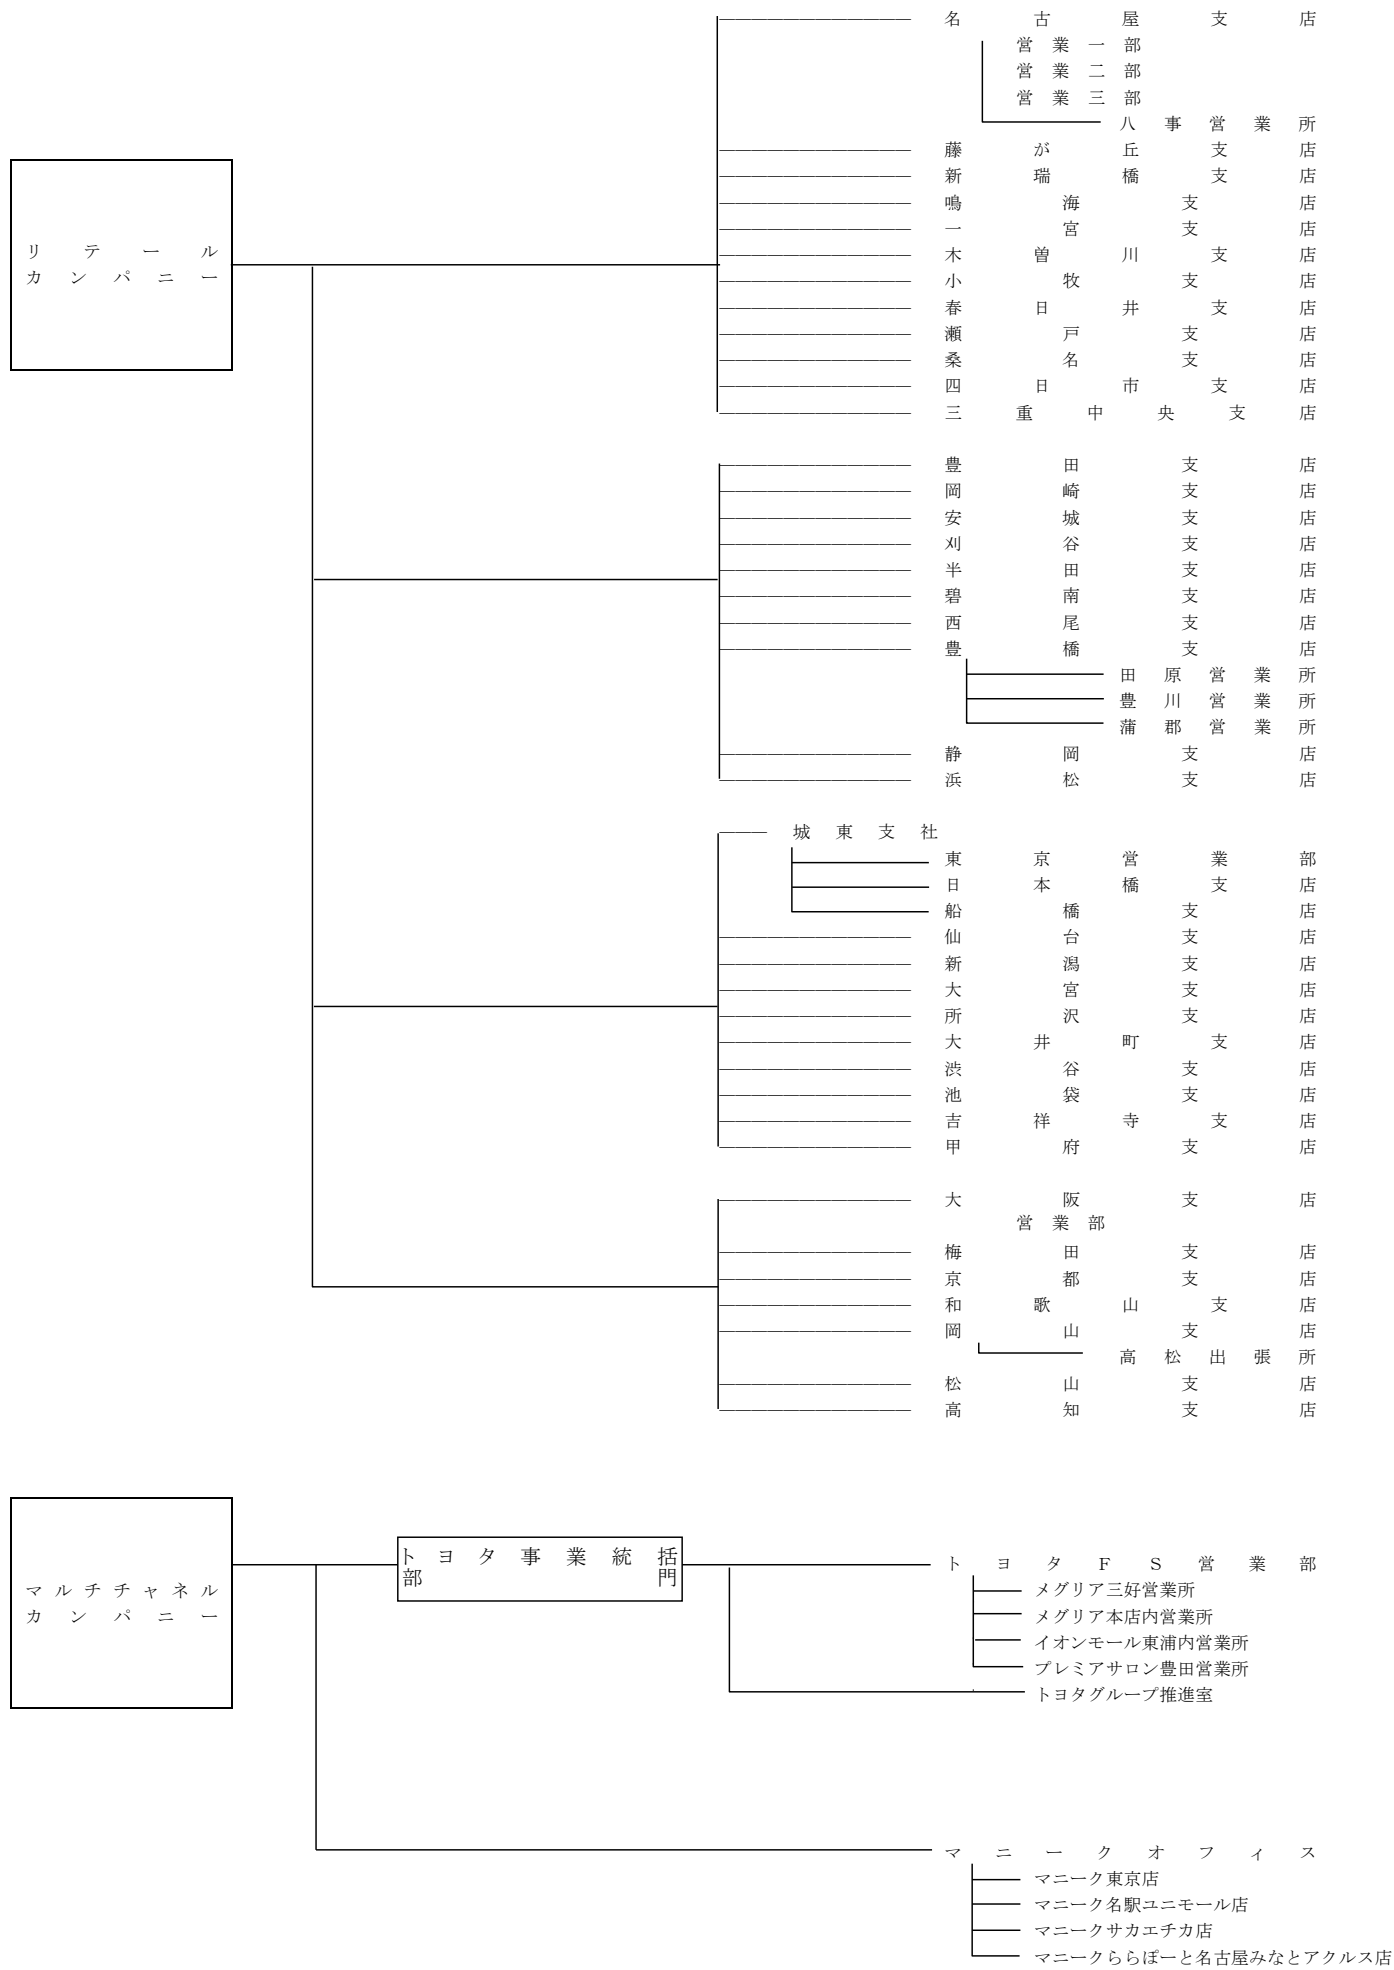 名古屋支店
営業一部
営業二部
営業三部
八事営業所
藤が丘支店
新瑞橋支店
鳴海支店
一宮支店
リテール
カンパニー
木曽川支店
小牧支店
春日井支店
瀬戸支店
桑名支店
四日市支店
三重中央支店
豊田支店
岡崎支店
安城支店
刈谷支店
半田支店
碧南支店
西尾支店
豊橋支店
田原営業所
豊川営業所
蒲郡営業所
静岡支店
浜松支店
城東支社
東京営業部
日本橋支店
船橋支店
仙台支店
新潟支店
大宮支店
所沢支店
大井町支店
渋谷支店
池袋支店
吉祥寺支店
甲府支店
大阪支店
営業部
梅田支店
京都支店
和歌山支店
岡山支店
高松出張所
松山支店
高知支店
マルチチャネル
カンパニー
トヨタ事業統括
部門
トヨタFS営業部
メグリア三好営業所
メグリア本店内営業所
イオンモール東浦内営業所
プレミアサロン豊田営業所
トヨタグループ推進室
マニークオフィス
マニーク東京店
マニーク名駅ユニモール店
マニークサカエチカ店
マニークららぽーと名古屋みなとアクルス店